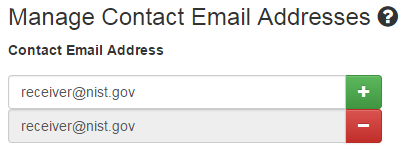 Manage Contact Email Addresses ?
Contact Email Address
receiver@nist.gov +
receiver@nist.gov −